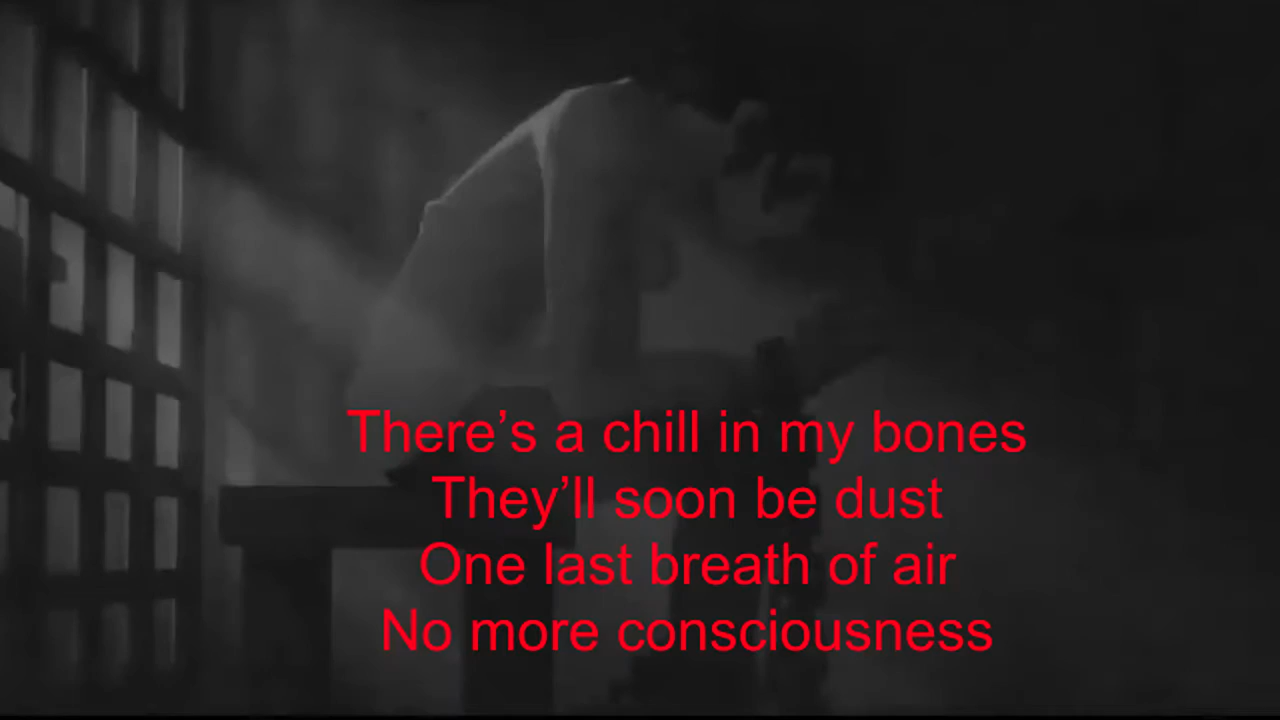 There’s a chill in my bones
They’ll soon be dust
One last breath of air
No more consciousness